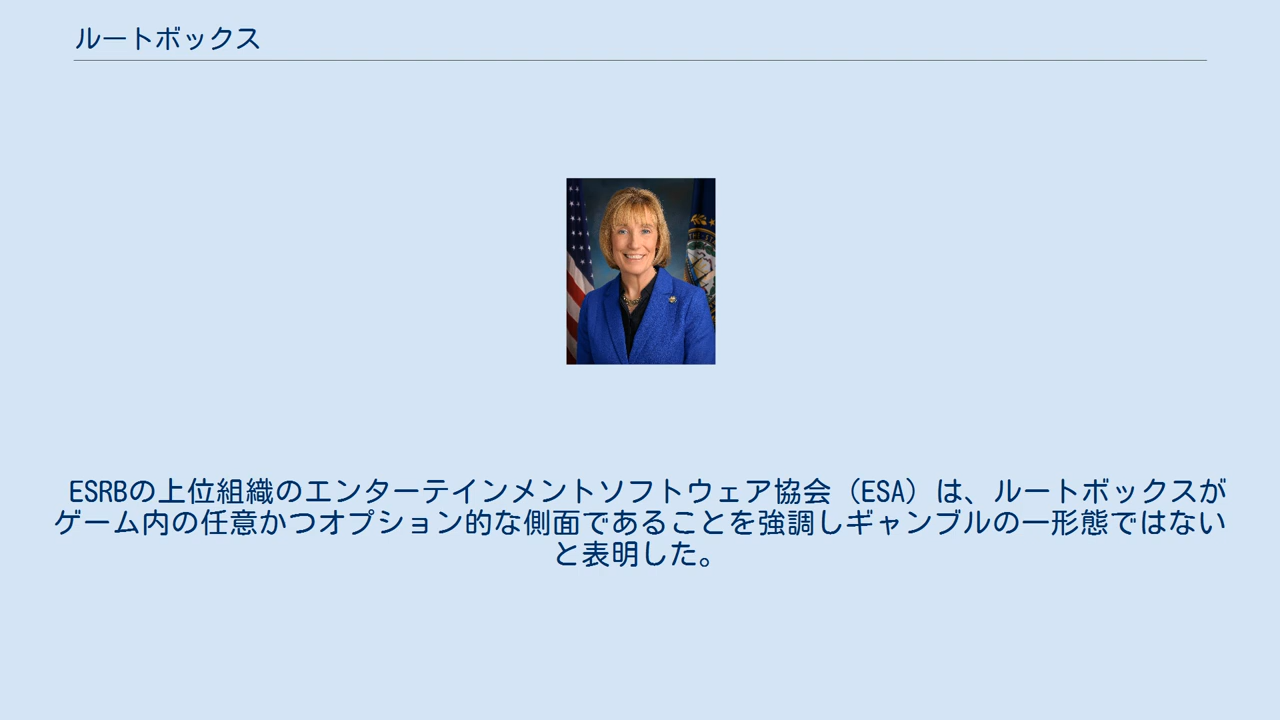 ルートボックス
ESRBの上位組織のエンターテインメントソフトウェア協会（ESA）は、ルートボックスが
ゲーム内の任意かつオプション的な側面であることを強調しギャンブルの一形態ではない
と表明した。